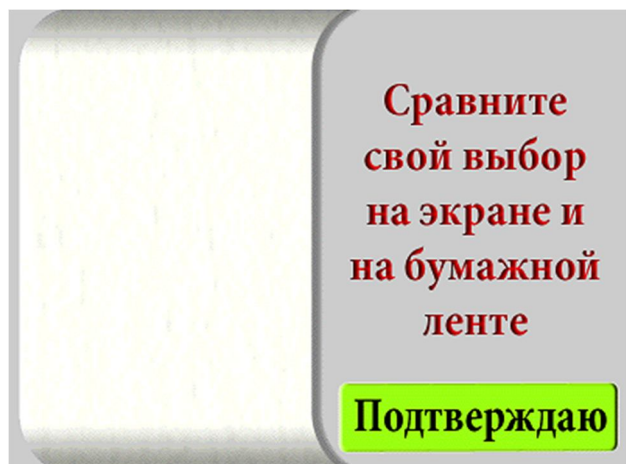 Сравните
свой выбор
на экране и
на бумажной
ленте
Подтверждаю